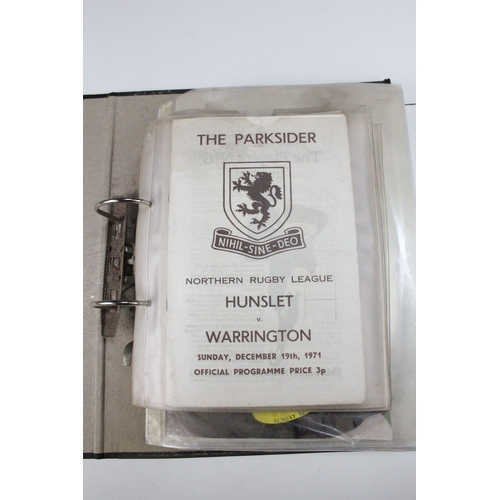 THE PARKSIDER
NIHIL-SINE-DEO
NORTHERN RUGBY LEAGUE
HUNSLET
v.
WARRINGTON
SUNDAY, DECEMBER 19th, 1971
OFFICIAL PROGRAMME PRICE 3p